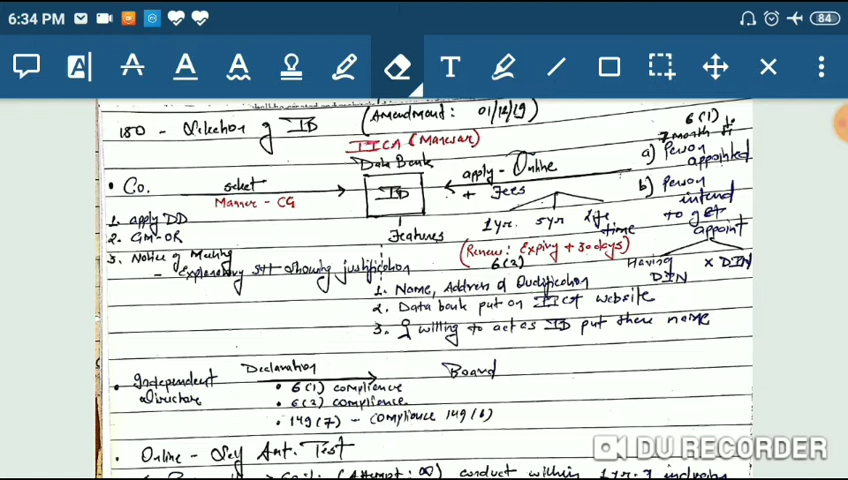 6:34 PM
84
T
150 - Selection of ID (Amendment: 01/12/19)
IICA (Manesar)
Data Bank
6(1)
a) Person appointed
b) Person intend to get appoint
Having DIN
x DIN
• Co. select
Manner - CG
ID
apply - Online
+ Fees
1yr. 5yr life time
(Renew: Expiry + 30 days)
6(2)
1. apply DD
2. GM-OR
3. Notice of Meeting
- Explanatory stt showing justification
Features
1. Name, Address & Qualification
2. Data bank put on IICA website
3. willing to act as ID put there name
• Independent Director
Declaration
Board
• 6(1) compliance
• 6(2) compliance
• 149(7) - compliance 149(6)
• Online - Test
(Attempt: ∞) conduct within 1yr.
DU RECORDER